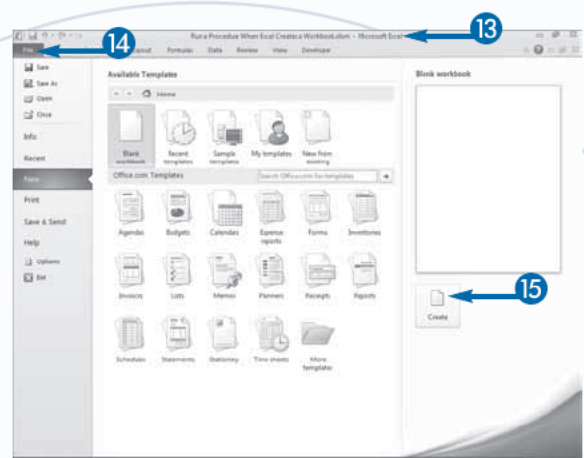 Run a Procedue When Excel Creates a Workbook.xlsm - Microsoft Excel
13
File
14
Layout Formulas Data Review View Developer
Save
Save As
Open
Close
Info
Recent
New
Print
Save & Send
Help
Options
Exit
Available Templates
Home
Blank workbook
Recent templates
Sample templates
My templates
New from existing
Office.com Templates
Search Office.com for templates
Agendas
Budgets
Calendars
Expense reports
Forms
Inventories
Invoices
Lists
Memos
Planners
Receipts
Reports
Schedules
Statements
Stationery
Time sheets
More templates
Blank workbook
15
Create